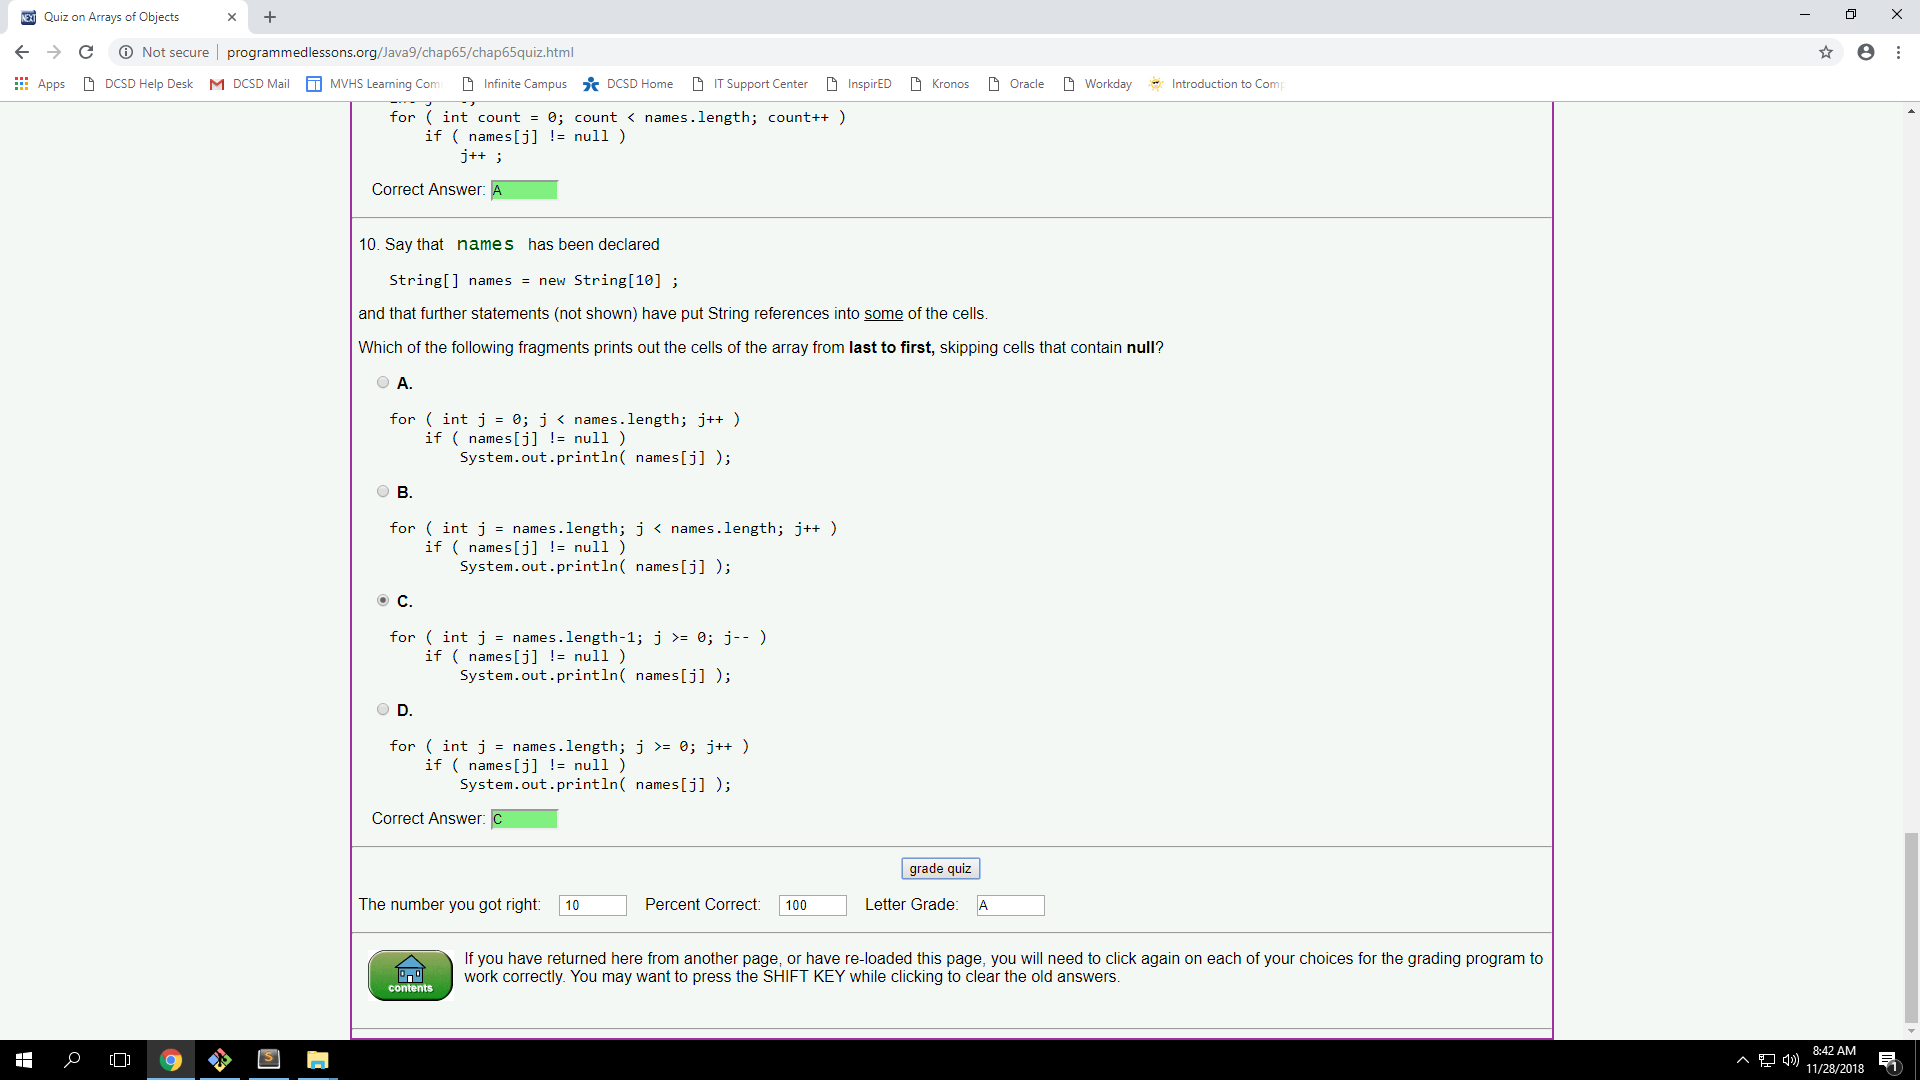 Quiz on Arrays of Objects
Not secure programmedlessons.org/Java9/chap65/chap65quiz.html
Apps DCSD Help Desk DCSD Mail MVHS Learning Com Infinite Campus DCSD Home IT Support Center InspirED Kronos Oracle Workday Introduction to Comp
for ( int count = 0; count < names.length; count++ )
if ( names[j] != null )
j++ ;
Correct Answer: A
10. Say that names has been declared
String[] names = new String[10] ;
and that further statements (not shown) have put String references into some of the cells.
Which of the following fragments prints out the cells of the array from last to first, skipping cells that contain null?
A.
for ( int j = 0; j < names.length; j++ )
if ( names[j] != null )
System.out.println( names[j] );
B.
for ( int j = names.length; j < names.length; j++ )
if ( names[j] != null )
System.out.println( names[j] );
C.
for ( int j = names.length-1; j >= 0; j-- )
if ( names[j] != null )
System.out.println( names[j] );
D.
for ( int j = names.length; j >= 0; j++ )
if ( names[j] != null )
System.out.println( names[j] );
Correct Answer: C
grade quiz
The number you got right: 10 Percent Correct: 100 Letter Grade: A
If you have returned here from another page, or have re-loaded this page, you will need to click again on each of your choices for the grading program to
work correctly. You may want to press the SHIFT KEY while clicking to clear the old answers.
contents
8:42 AM
11/28/2018
1